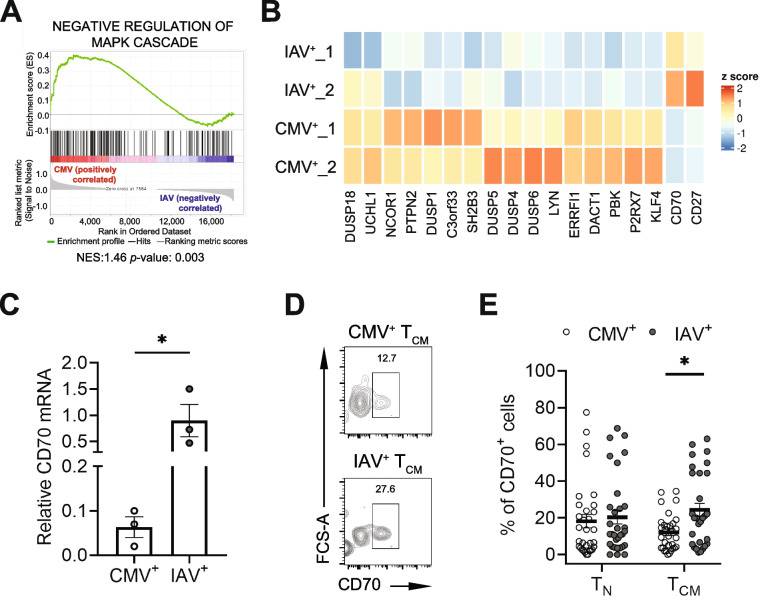 A
NEGATIVE REGULATION OF
MAPK CASCADE
Enrichment score (ES)
0.4
0.3
0.2
0.1
0.0
-0.1
CMV (positively
correlated)
Zero cross at 7554
IAV (negatively
correlated)
Ranked list metric
(Signal to Noise)
1.0
0.0
-1.0
0 4,000 8,000 12,000 16,000
Rank in Ordered Dataset
Enrichment profile Hits Ranking metric scores
NES:1.46 p-value: 0.003
B
IAV⁺_1
IAV⁺_2
CMV⁺_1
CMV⁺_2
DUSP18
UCHL1
NCOR1
PTPN2
DUSP1
C3orf33
SH2B3
DUSP5
DUSP4
DUSP6
LYN
ERRFI1
DACT1
PBK
P2RX7
KLF4
CD70
CD27
z score
2
1
0
-1
-2
C
Relative CD70 mRNA
2.0
1.5
1.0
0.5
0.2
0.1
0.0
*
CMV⁺ IAV⁺
D
CMV⁺ TCM
12.7
IAV⁺ TCM
27.6
FCS-A
CD70
E
CMV⁺ IAV⁺
% of CD70⁺ cells
100
80
60
40
20
0
*
TN TCM